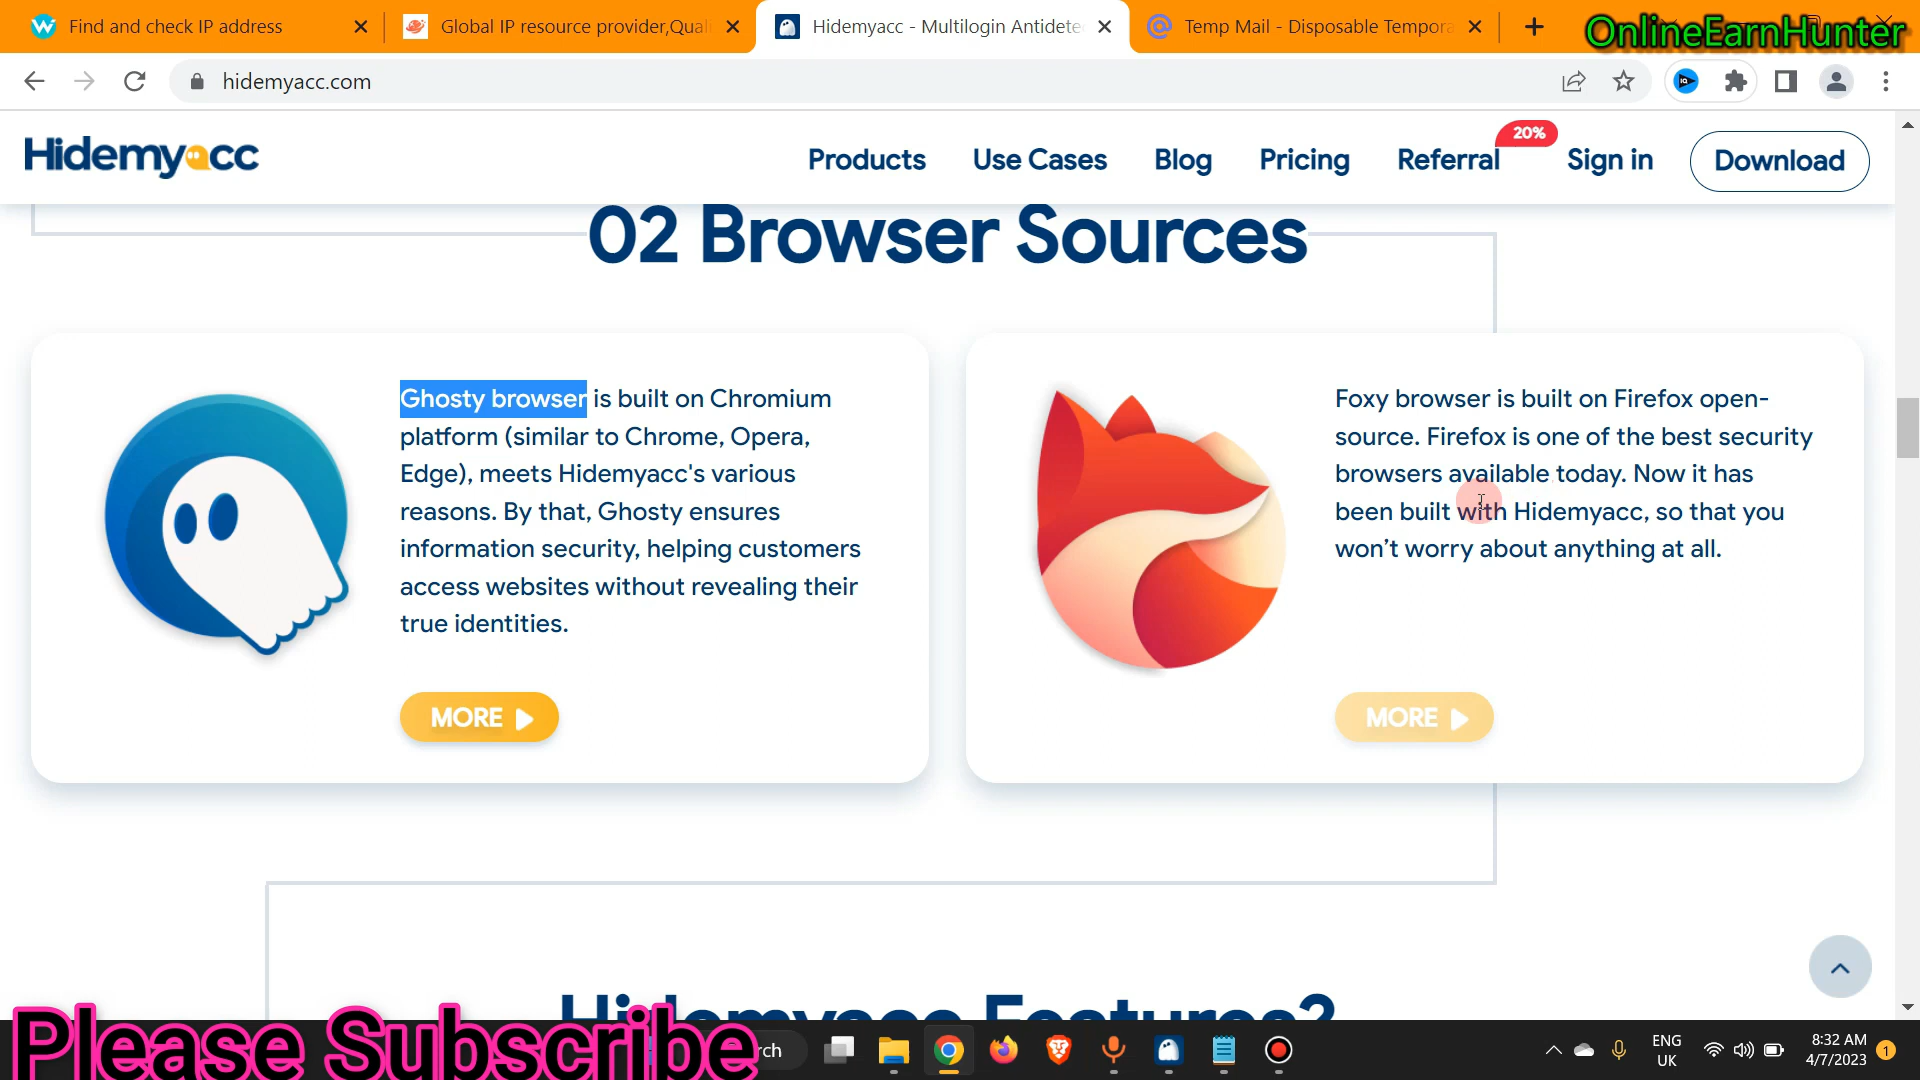 Find and check IP address
Global IP resource provider,Quali
Hidemyacc - Multilogin Antidete
Temp Mail - Disposable Tempora
OnlineEarnHunter
hidemyacc.com
Hidemyacc
Products
Use Cases
Blog
Pricing
Referral
20%
Sign in
Download
02 Browser Sources
Ghosty browser is built on Chromium
platform (similar to Chrome, Opera,
Edge), meets Hidemyacc's various
reasons. By that, Ghosty ensures
information security, helping customers
access websites without revealing their
true identities.
MORE
Foxy browser is built on Firefox open-
source. Firefox is one of the best security
browsers available today. Now it has
been built with Hidemyacc, so that you
won’t worry about anything at all.
MORE
Hidemyacc Features?
Please Subscribe
rch
ENG
UK
8:32 AM
4/7/2023
1